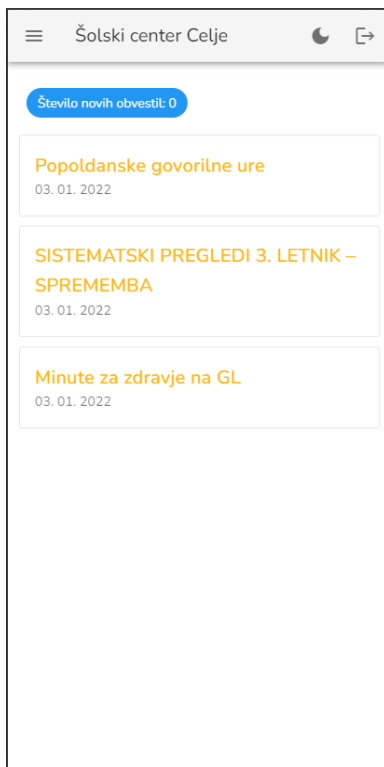 Šolski center Celje
Število novih obvestil: 0
Popoldanske govorilne ure
03. 01. 2022
SISTEMATSKI PREGLEDI 3. LETNIK –
SPREMEMBA
03. 01. 2022
Minute za zdravje na GL
03. 01. 2022